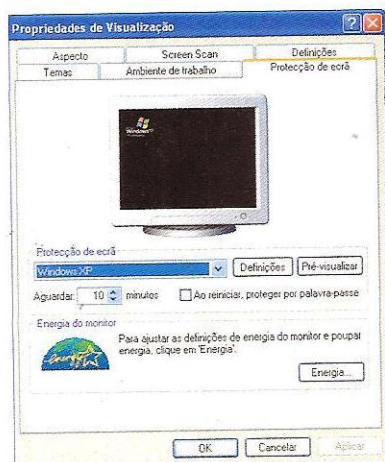 Propriedades de Visualização
Aspecto Screen Scan Definições
Temas Ambiente de trabalho Protecção de ecrã
Windows
Protecção de ecrã
Windows XP Definições Pré-visualizar
Aguardar: 10 minutos Ao reiniciar, proteger por palavra-passe
Energia do monitor
Para ajustar as definições de energia do monitor e poupar
energia, clique em 'Energia'.
energy
Energia...
OK Cancelar Aplicar